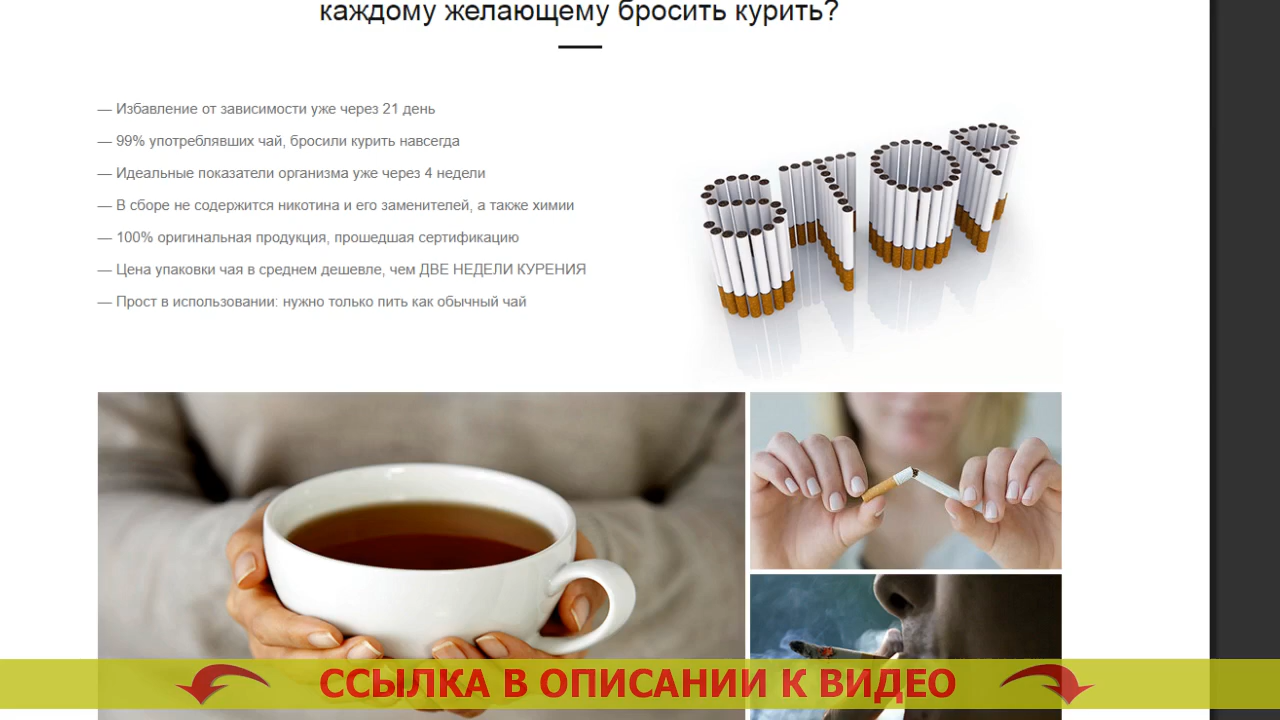 каждому желающему бросить курить?
— Избавление от зависимости уже через 21 день
— 99% употреблявших чай, бросили курить навсегда
— Идеальные показатели организма уже через 4 недели
— В сборе не содержится никотина и его заменителей, а также химии
— 100% оригинальная продукция, прошедшая сертификацию
— Цена упаковки чая в среднем дешевле, чем ДВЕ НЕДЕЛИ КУРЕНИЯ
— Прост в использовании: нужно только пить как обычный чай
STOP
ССЫЛКА В ОПИСАНИИ К ВИДЕО